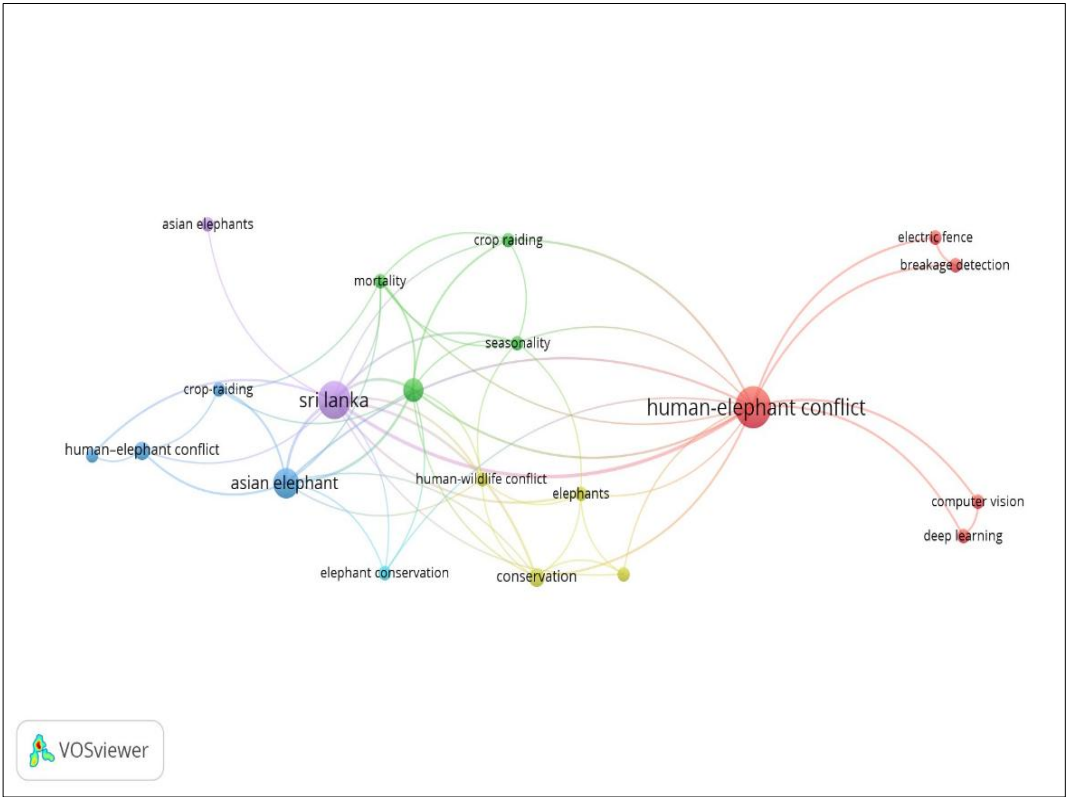 asian elephants
electric fence
crop raiding
breakage detection
mortality
seasonality
crop-raiding
sri lanka
human-elephant conflict
human–elephant conflict
asian elephant
human-wildlife conflict
elephants
computer vision
deep learning
elephant conservation
conservation
VOSviewer